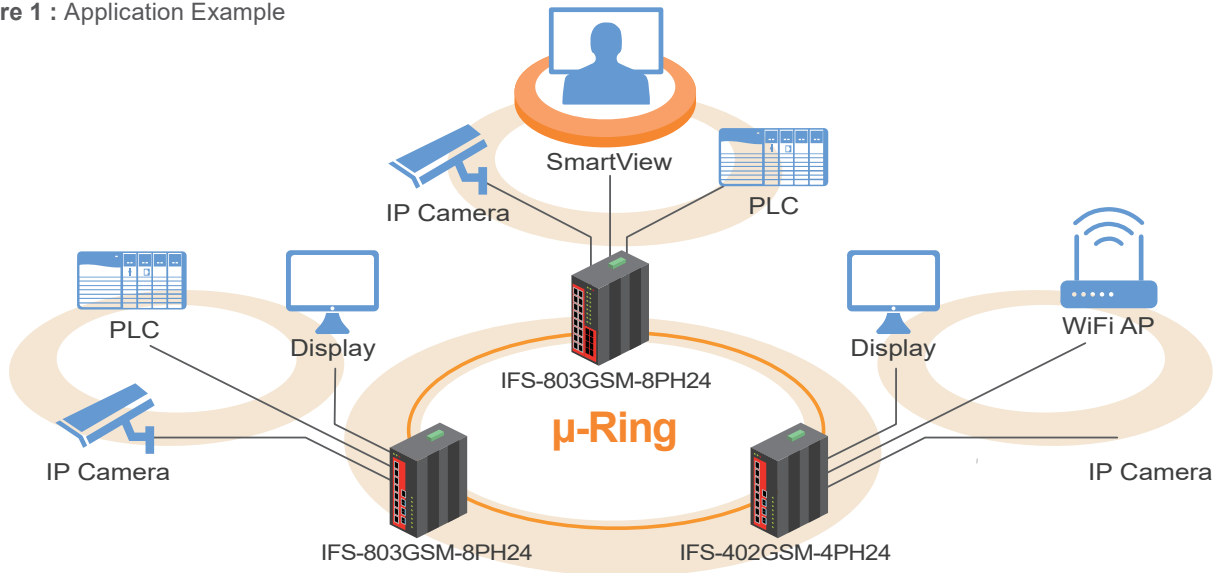 re 1 : Application Example
SmartView
IP Camera
PLC
PLC
Display
Display
WiFi AP
IFS-803GSM-8PH24
µ-Ring
IP Camera
IP Camera
IFS-803GSM-8PH24
IFS-402GSM-4PH24